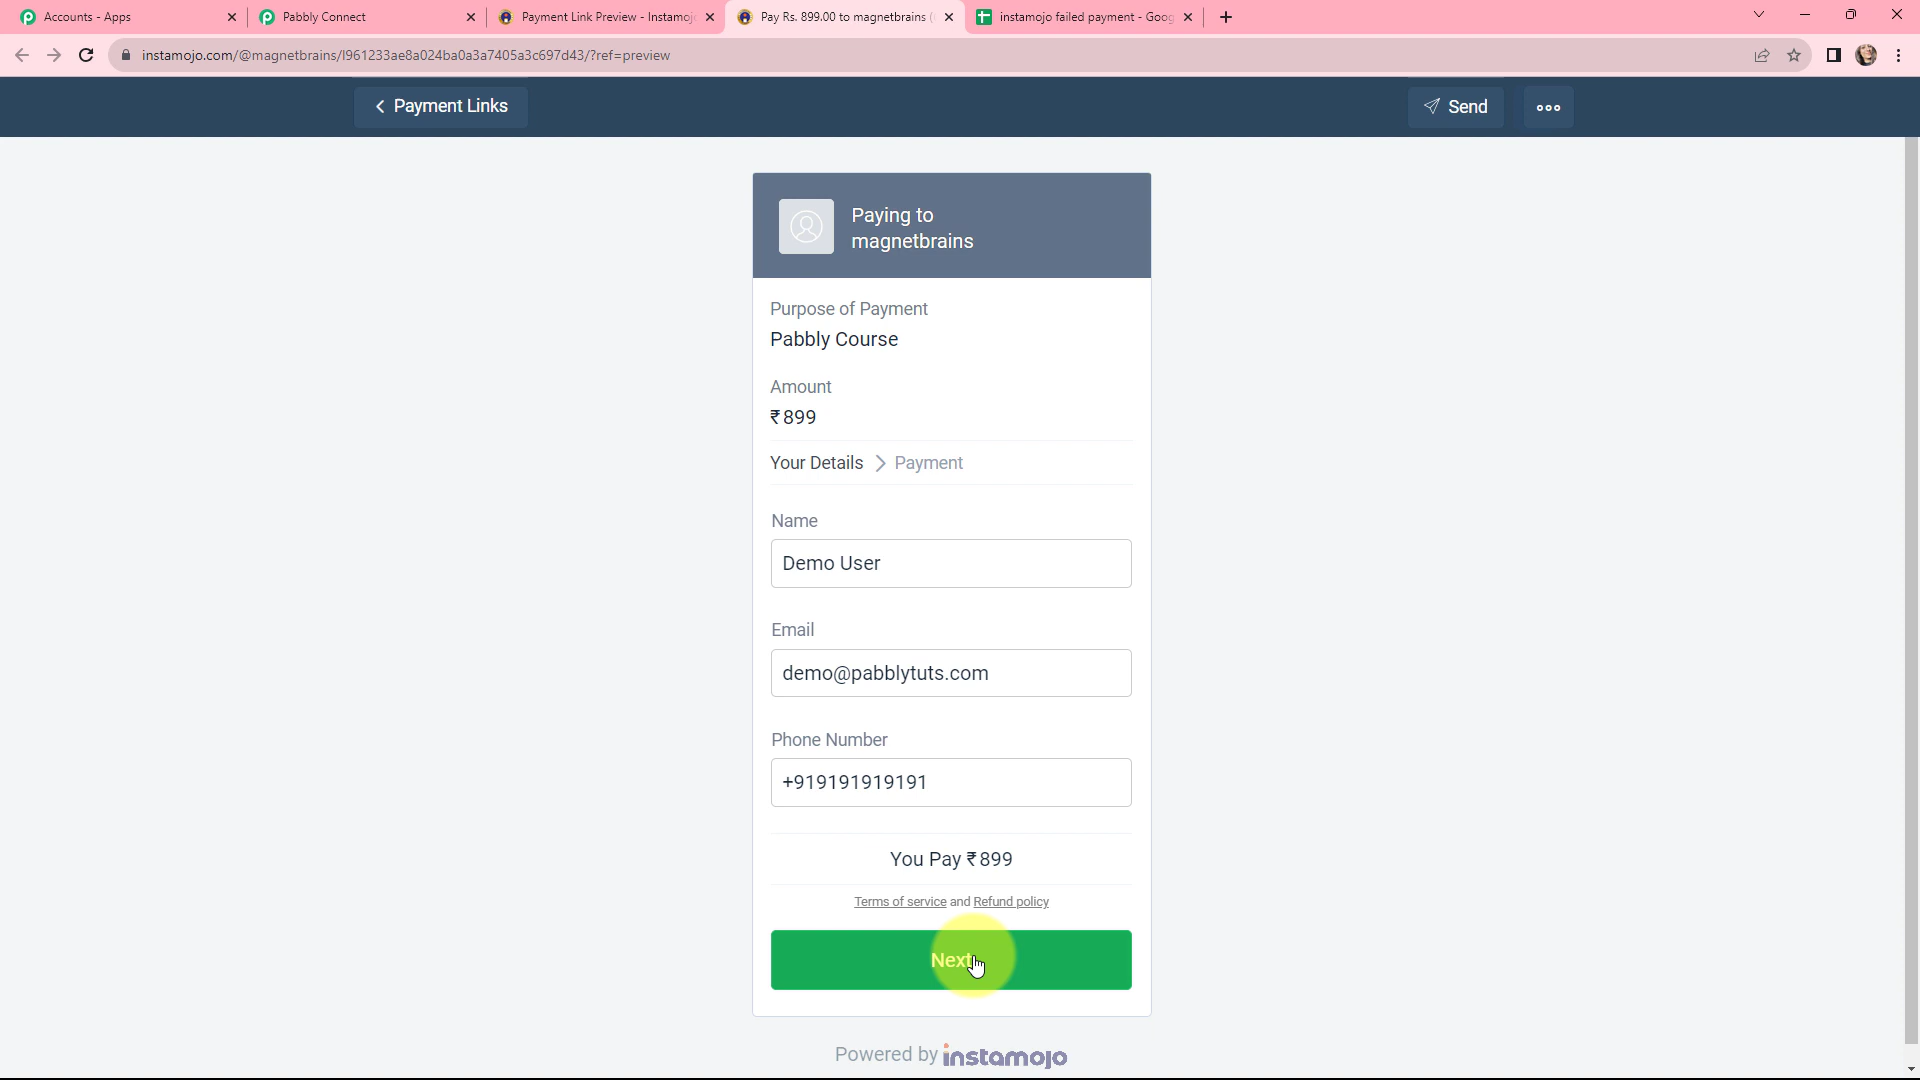 Accounts - Apps
Pabbly Connect
Payment Link Preview - Instamoj
Pay Rs. 899.00 to magnetbrains (
instamojo failed payment - Goog
instamojo.com/@magnetbrains/l961233ae8a024ba0a3a7405a3c697d43/?ref=preview
Payment Links
Send
Paying to
magnetbrains
Purpose of Payment
Pabbly Course
Amount
₹899
Your Details > Payment
Name
Demo User
Email
demo@pabblytuts.com
Phone Number
+919191919191
You Pay ₹899
Terms of service and Refund policy
Next
Powered by instamojo